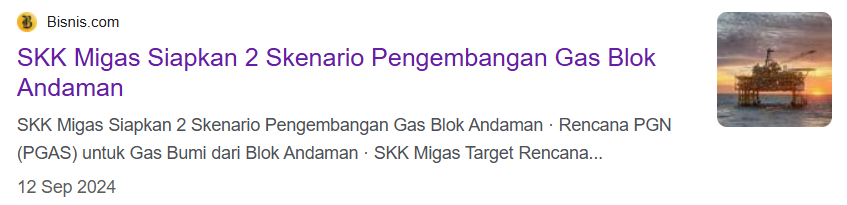 Bisnis.com
SKK Migas Siapkan 2 Skenario Pengembangan Gas Blok
Andaman
SKK Migas Siapkan 2 Skenario Pengembangan Gas Blok Andaman · Rencana PGN
(PGAS) untuk Gas Bumi dari Blok Andaman · SKK Migas Target Rencana...
12 Sep 2024